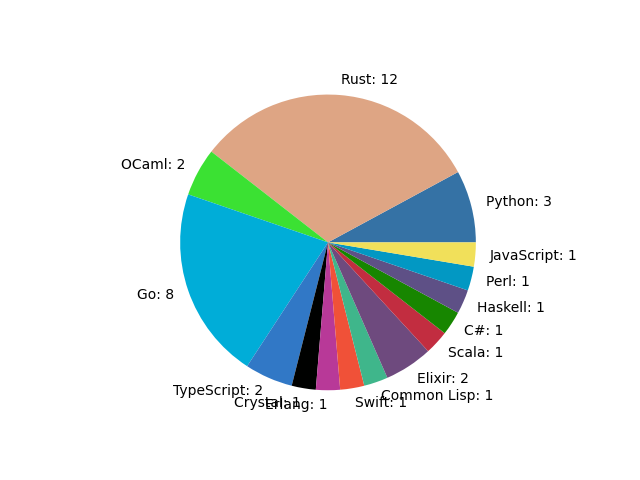 Rust: 12
OCaml: 2
Python: 3
JavaScript: 1
Go: 8
Perl: 1
Haskell: 1
C#: 1
Scala: 1
Elixir: 2
TypeScript: 2
Common Lisp: 1
Crystal: 1
Erlang: 1
Swift: 1